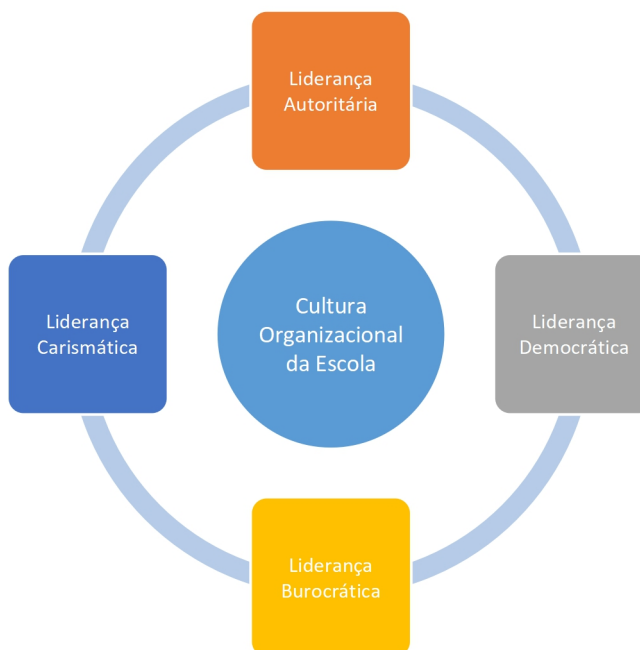 Liderança
Autoritária
Liderança
Carismática
Cultura
Organizacional
da Escola
Liderança
Democrática
Liderança
Burocrática